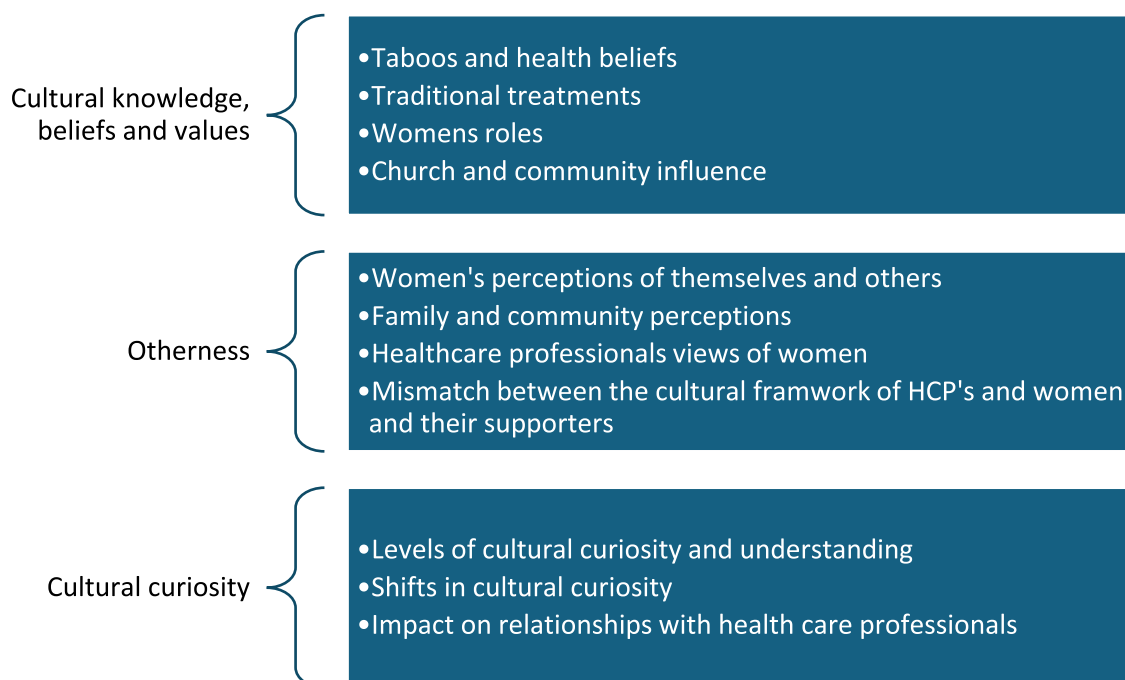 Cultural knowledge,
beliefs and values
•Taboos and health beliefs
•Traditional treatments
•Womens roles
•Church and community influence
Otherness
•Women's perceptions of themselves and others
•Family and community perceptions
•Healthcare professionals views of women
•Mismatch between the cultural framwork of HCP's and women
and their supporters
Cultural curiosity
•Levels of cultural curiosity and understanding
•Shifts in cultural curiosity
•Impact on relationships with health care professionals